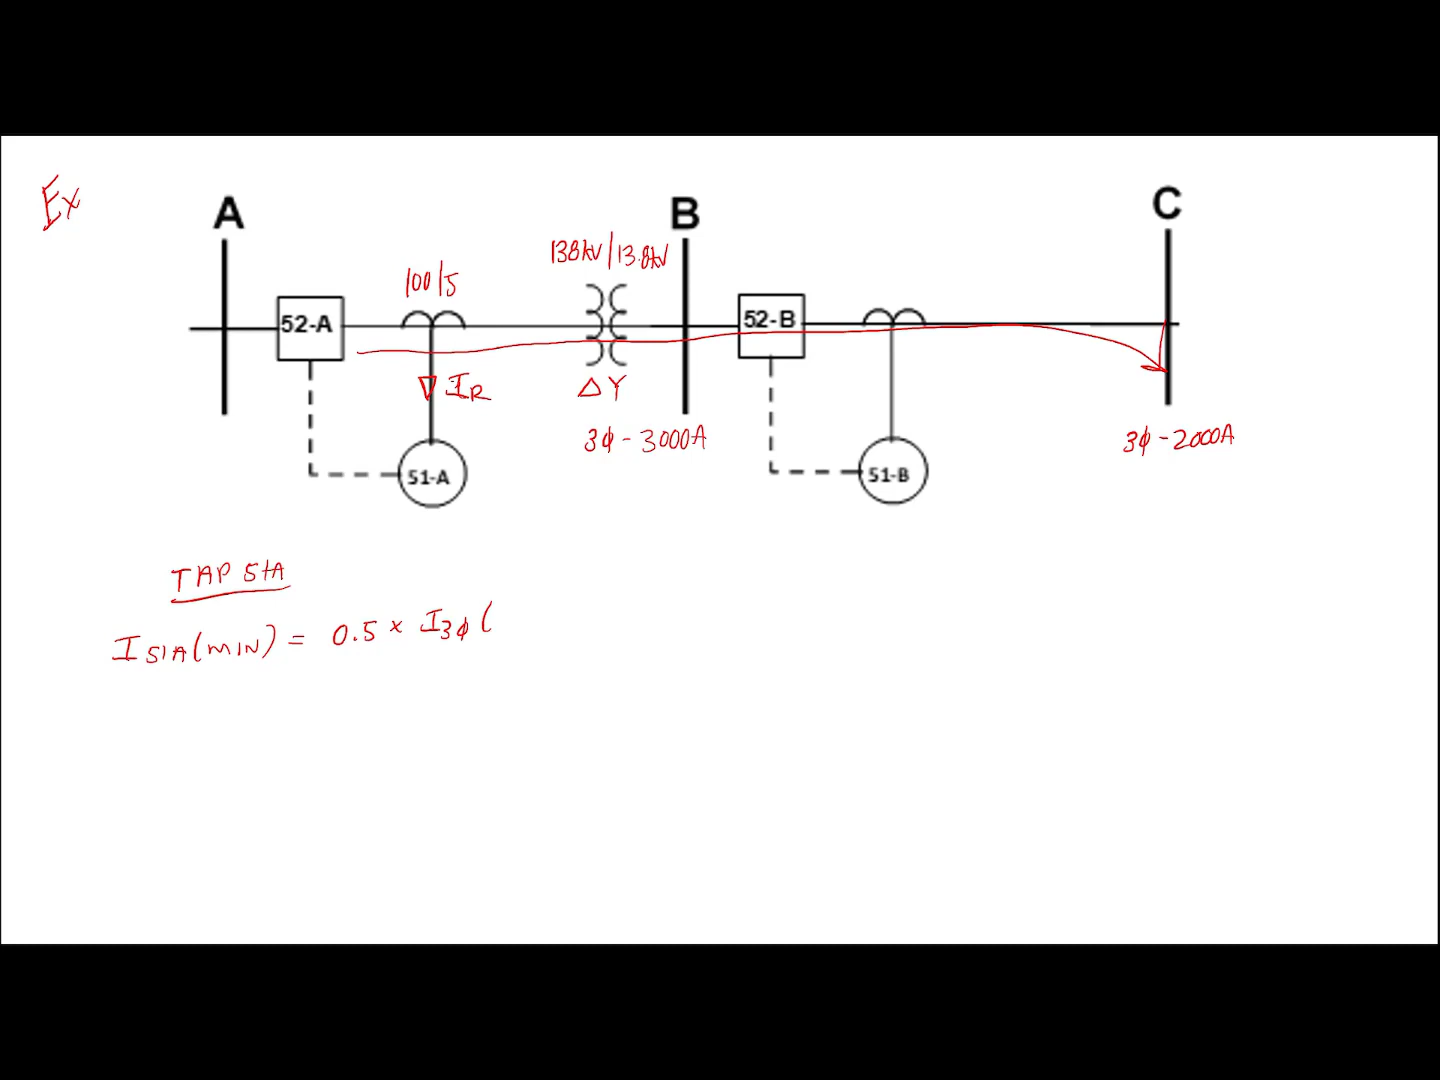 Ex
A
B
C
138kV/13.8kV
100/5
52-A
52-B
IR
ΔY
3ϕ - 3000A
3ϕ - 2000A
51-A
51-B
TAP 51A
I51A(MIN) = 0.5 × I3ϕ(